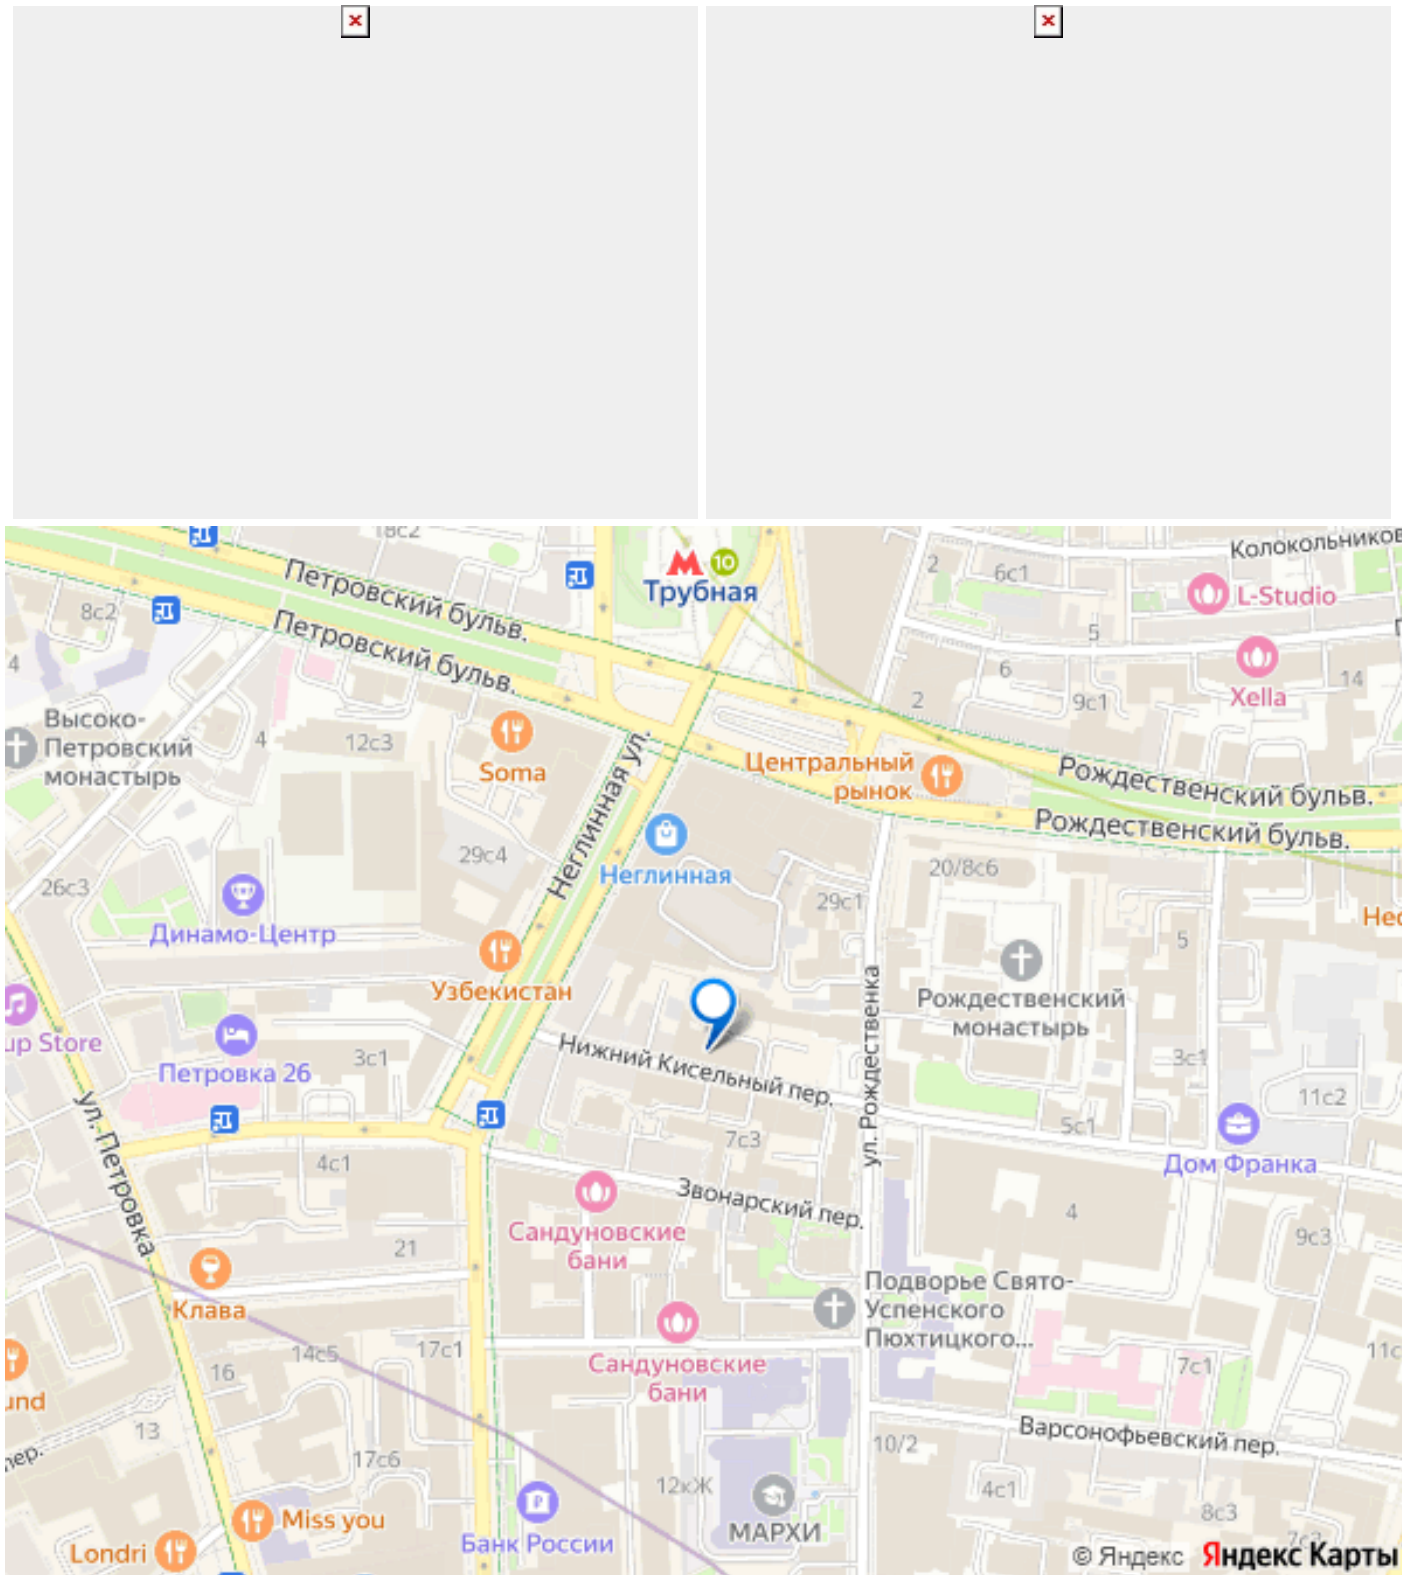 18с2
Колокольников
10
Трубная
2
6с1
L-Studio
Петровский бульв.
8с2
Петровский бульв.
5
4
6
14
Xella
9с1
2
Высоко-
Петровский
монастырь
4
12с3
Soma
Неглинная ул.
Центральный
рынок
Рождественский бульв.
Рождественский бульв.
29с4
Неглинная
20/8с6
26с3
29с1
Динамо-Центр
5
Узбекистан
Рождественский
монастырь
up Store
Петровка 26
3с1
Нижний Кисельный пер.
ул. Рождественка
3с1
11с2
ул. Петровка
7с3
5с1
Дом Франка
4с1
Звонарский пер.
Сандуновские
бани
4
9с3
21
Клава
Подворье Свято-
Успенского
Пюхтицкого...
14с5
17с1
16
Сандуновские
бани
7с1
11с
und
13
пер.
Варсонофьевский пер.
10/2
17с6
12кЖ
4с1
8с3
Miss you
МАРХИ
Банк России
7с3
Londri
© Яндекс Яндекс Карты